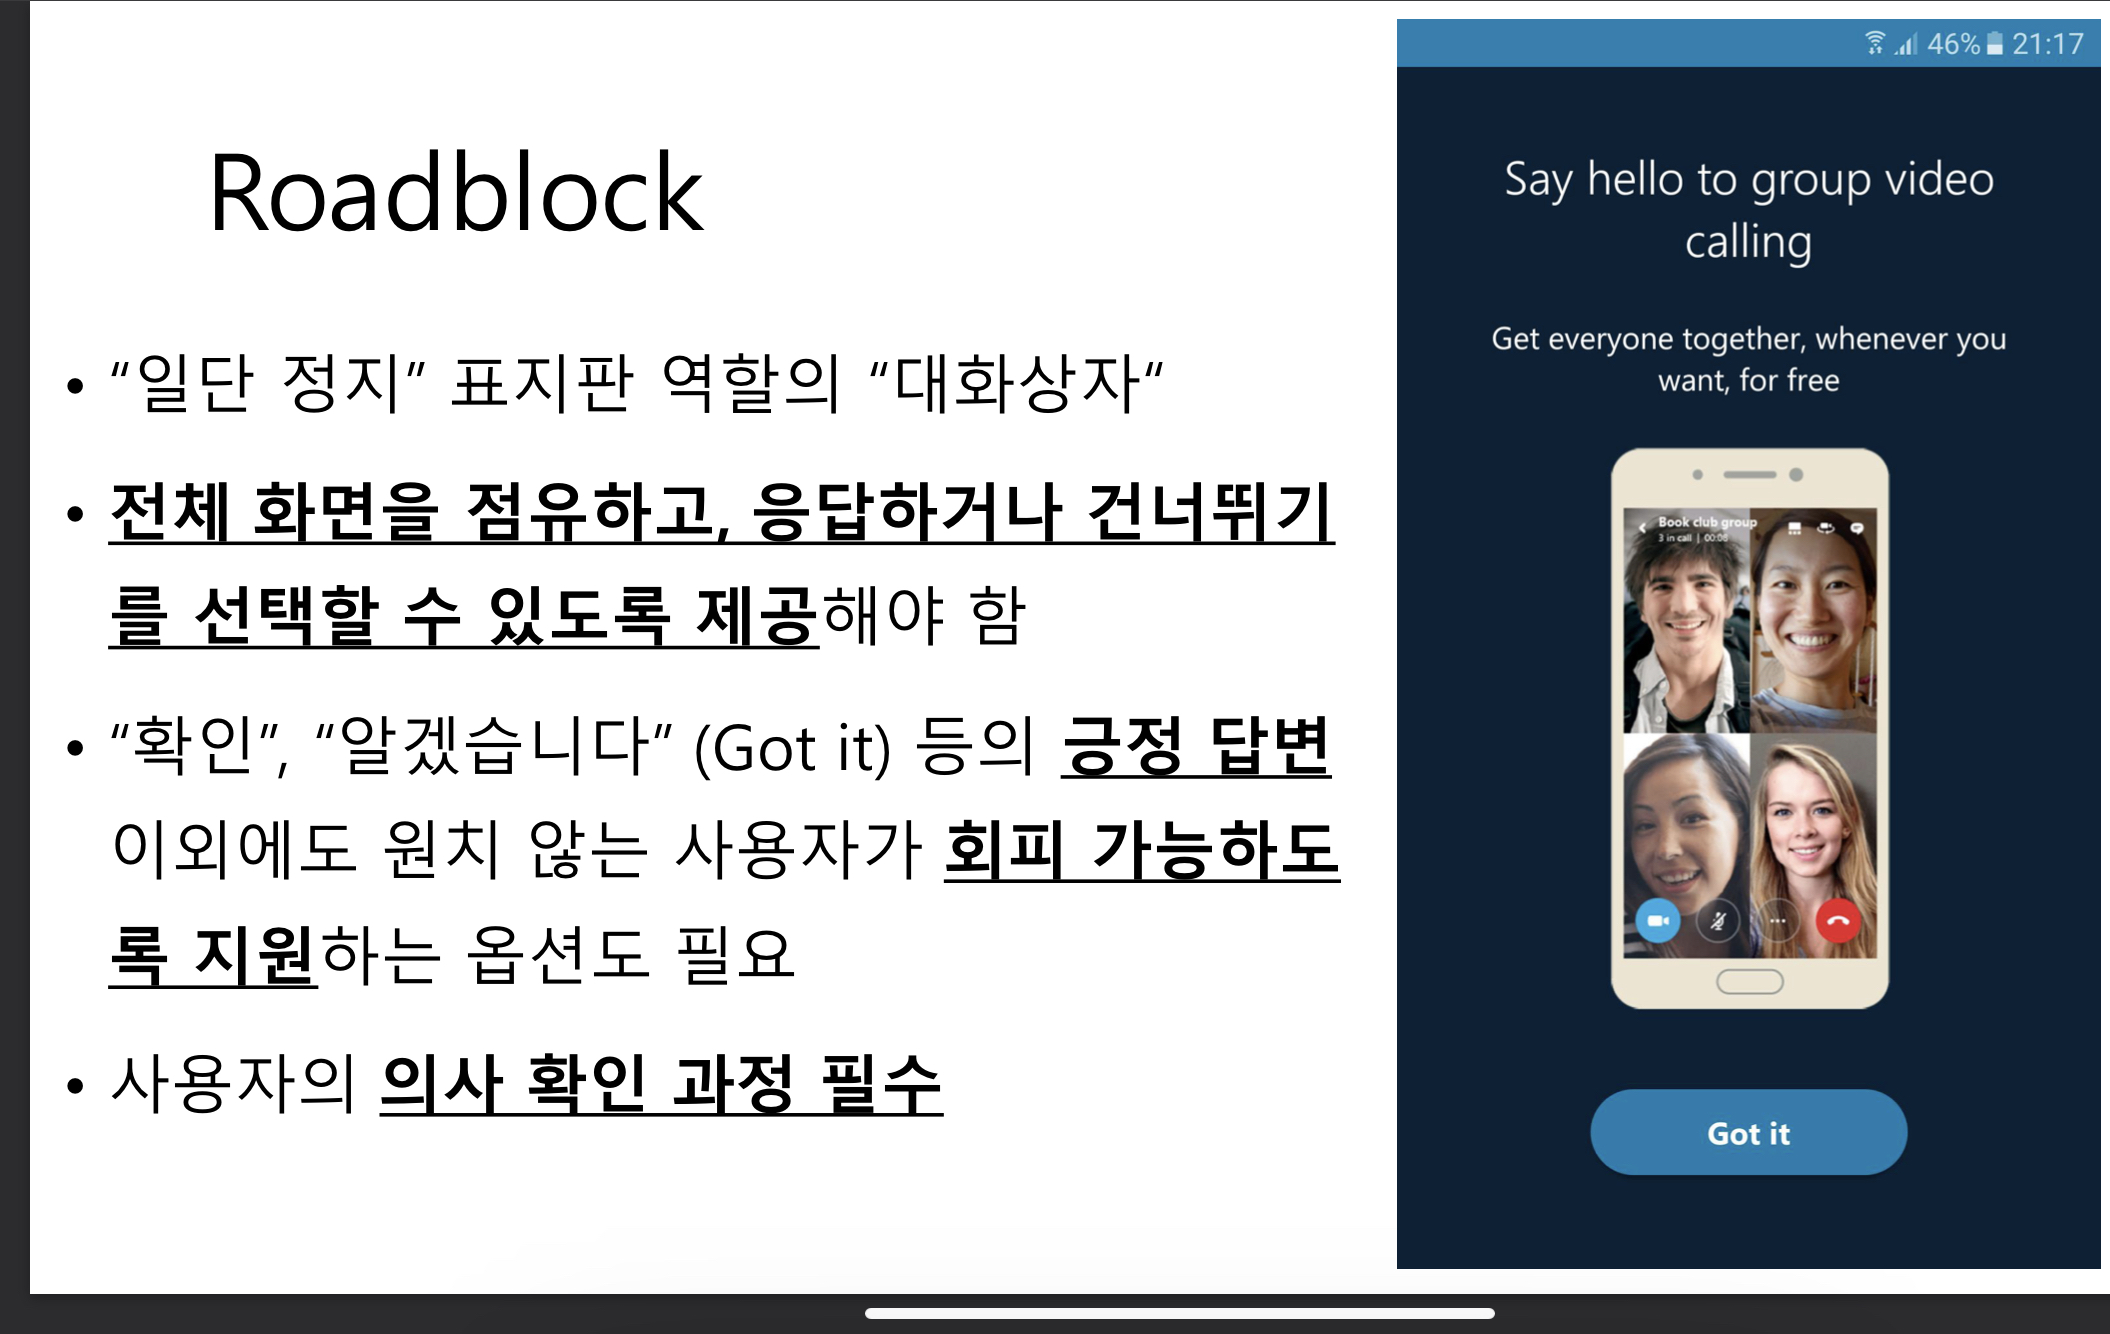 Roadblock
• “일단 정지” 표지판 역할의 “대화상자“
• 전체 화면을 점유하고, 응답하거나 건너뛰기
를 선택할 수 있도록 제공해야 함
• “확인”, “알겠습니다” (Got it) 등의 긍정 답변
이외에도 원치 않는 사용자가 회피 가능하도
록 지원하는 옵션도 필요
• 사용자의 의사 확인 과정 필수
46% 21:17
Say hello to group video
calling
Get everyone together, whenever you
want, for free
Book club group
3 in call | 00:06
Got it